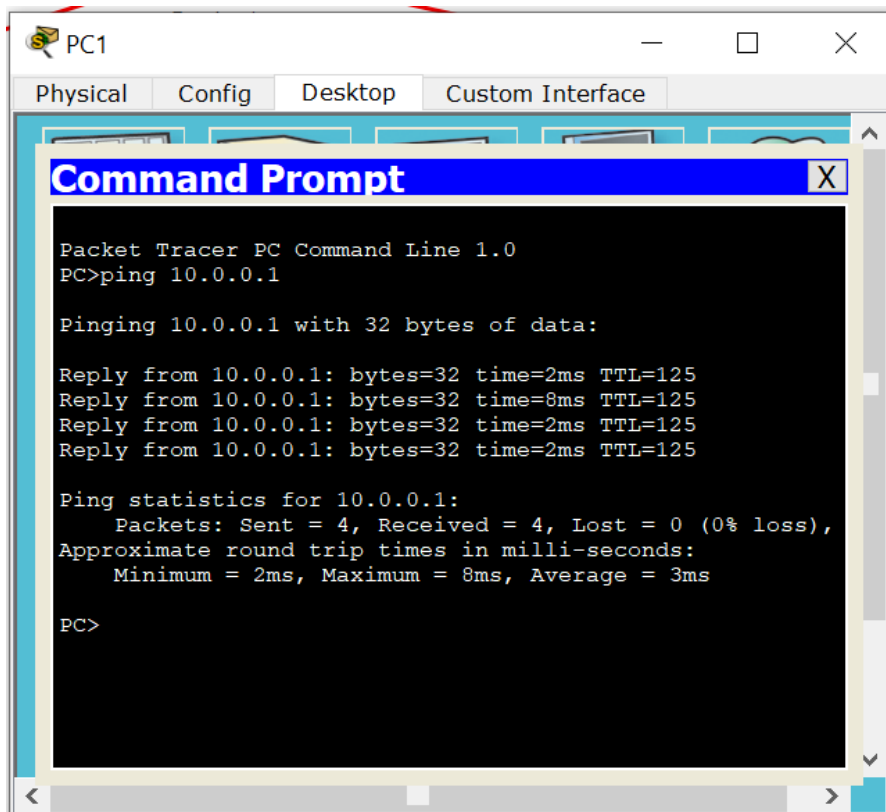 PC1
Physical Config Desktop Custom Interface
Command Prompt X
Packet Tracer PC Command Line 1.0
PC>ping 10.0.0.1
Pinging 10.0.0.1 with 32 bytes of data:
Reply from 10.0.0.1: bytes=32 time=2ms TTL=125
Reply from 10.0.0.1: bytes=32 time=8ms TTL=125
Reply from 10.0.0.1: bytes=32 time=2ms TTL=125
Reply from 10.0.0.1: bytes=32 time=2ms TTL=125
Ping statistics for 10.0.0.1:
Packets: Sent = 4, Received = 4, Lost = 0 (0% loss),
Approximate round trip times in milli-seconds:
Minimum = 2ms, Maximum = 8ms, Average = 3ms
PC>